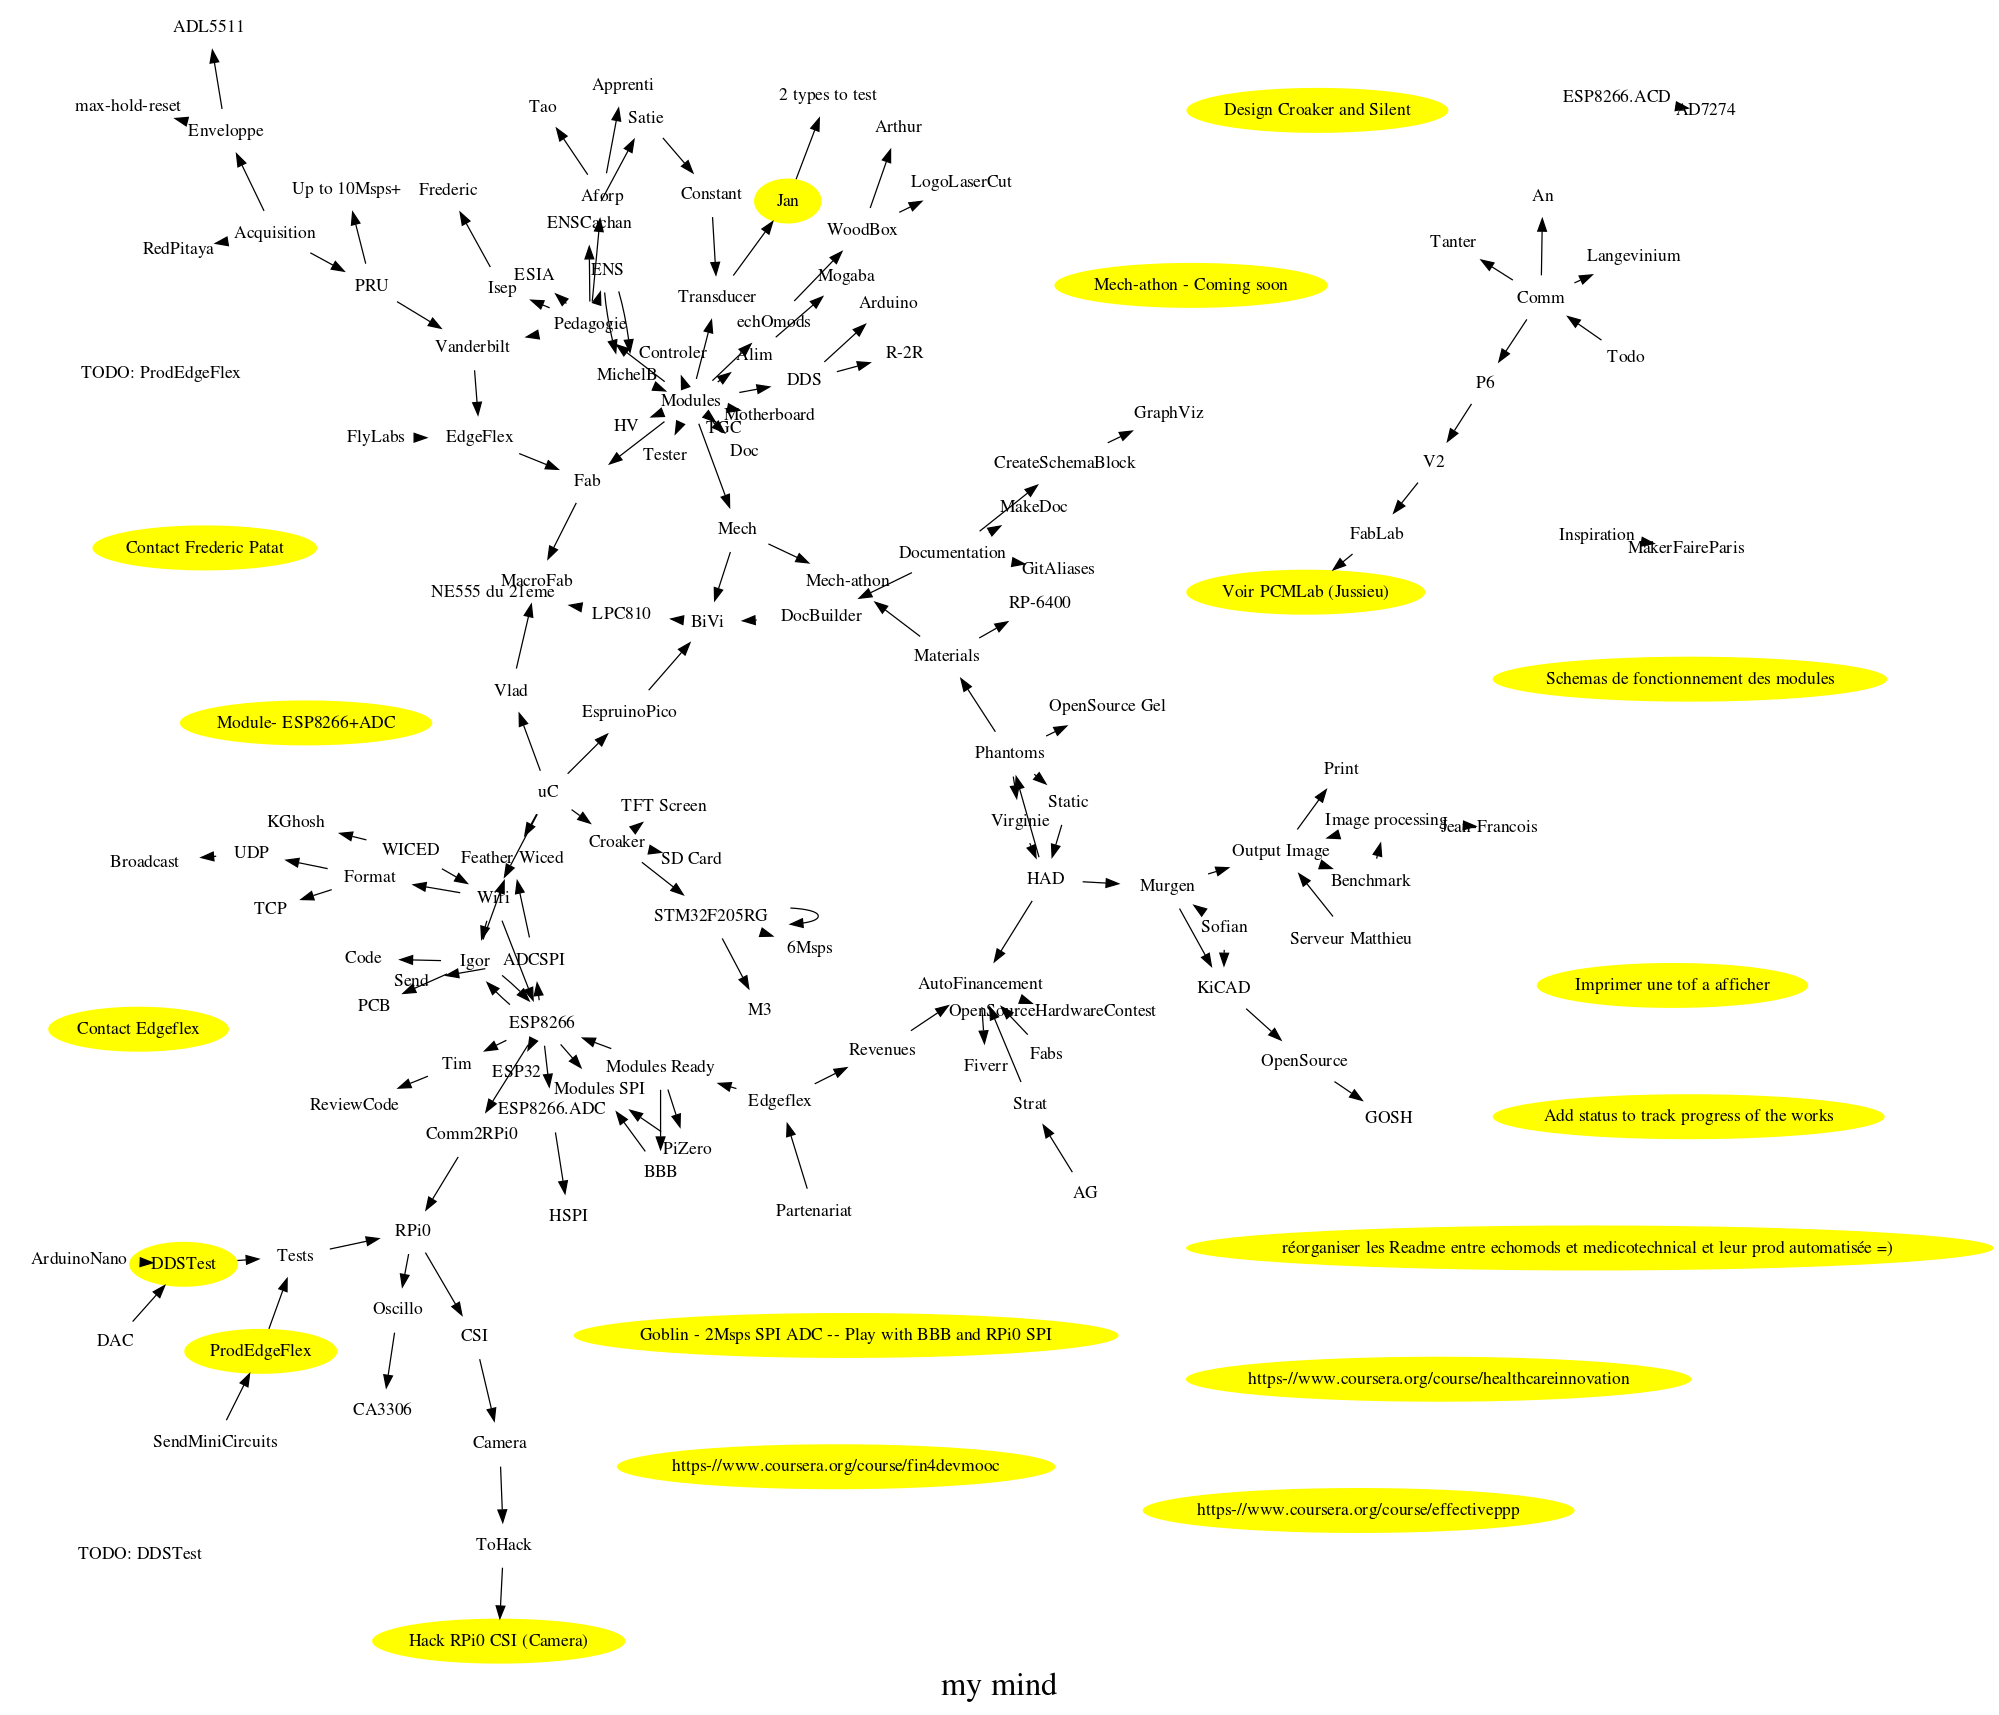 ADL5511
Apprenti
2 types to test
ESP8266.ACD
max-hold-reset
Tao
Design Croaker and Silent
AD7274
Satie
Arthur
Enveloppe
LogoLaserCut
Up to 10Msps+
Frederic
Constant
Aforp
An
Jan
ENSCachan
WoodBox
Acquisition
Tanter
RedPitaya
Langevinium
ESIA
ENS
Mogaba
PRU
Isep
Mech-athon - Coming soon
Transducer
Arduino
Comm
Pedagogie
echOmods
Vanderbilt
Controler
Alim
R-2R
Todo
TODO: ProdEdgeFlex
MichelB
DDS
P6
Modules
Motherboard
GraphViz
HV
TGC
FlyLabs
EdgeFlex
Tester
Doc
CreateSchemaBlock
V2
Fab
MakeDoc
Mech
FabLab
Inspiration
Contact Frederic Patat
Documentation
MakerFaireParis
GitAliases
MacroFab
Mech-athon
NE555 du 21eme
Voir PCMLab (Jussieu)
RP-6400
LPC810
BiVi
DocBuilder
Materials
Schemas de fonctionnement des modules
Vlad
OpenSource Gel
Module- ESP8266+ADC
EspruinoPico
Phantoms
Print
uC
TFT Screen
Static
KGhosh
Virginie
Image processing
Jean-Francois
Croaker
UDP
WICED
Broadcast
Feather Wiced
SD Card
Output Image
Format
HAD
Murgen
Benchmark
Wifi
TCP
STM32F205RG
Sofian
Serveur Matthieu
6Msps
Code
Igor
ADCSPI
Send
AutoFinancement
KiCAD
Imprimer une tof a afficher
PCB
M3
OpenSourceHardwareContest
Contact Edgeflex
ESP8266
Revenues
Fabs
Tim
Modules Ready
Fiverr
OpenSource
ESP32
Modules SPI
ReviewCode
ESP8266.ADC
Edgeflex
Strat
GOSH
Add status to track progress of the works
Comm2RPi0
PiZero
BBB
AG
Partenariat
HSPI
RPi0
ArduinoNano
DDSTest
Tests
réorganiser les Readme entre echomods et medicotechnical et leur prod automatisée =)
Oscillo
DAC
CSI
Goblin - 2Msps SPI ADC -- Play with BBB and RPi0 SPI
ProdEdgeFlex
https-//www.coursera.org/course/healthcareinnovation
CA3306
SendMiniCircuits
Camera
https-//www.coursera.org/course/fin4devmooc
https-//www.coursera.org/course/effectiveppp
ToHack
TODO: DDSTest
Hack RPi0 CSI (Camera)
my mind